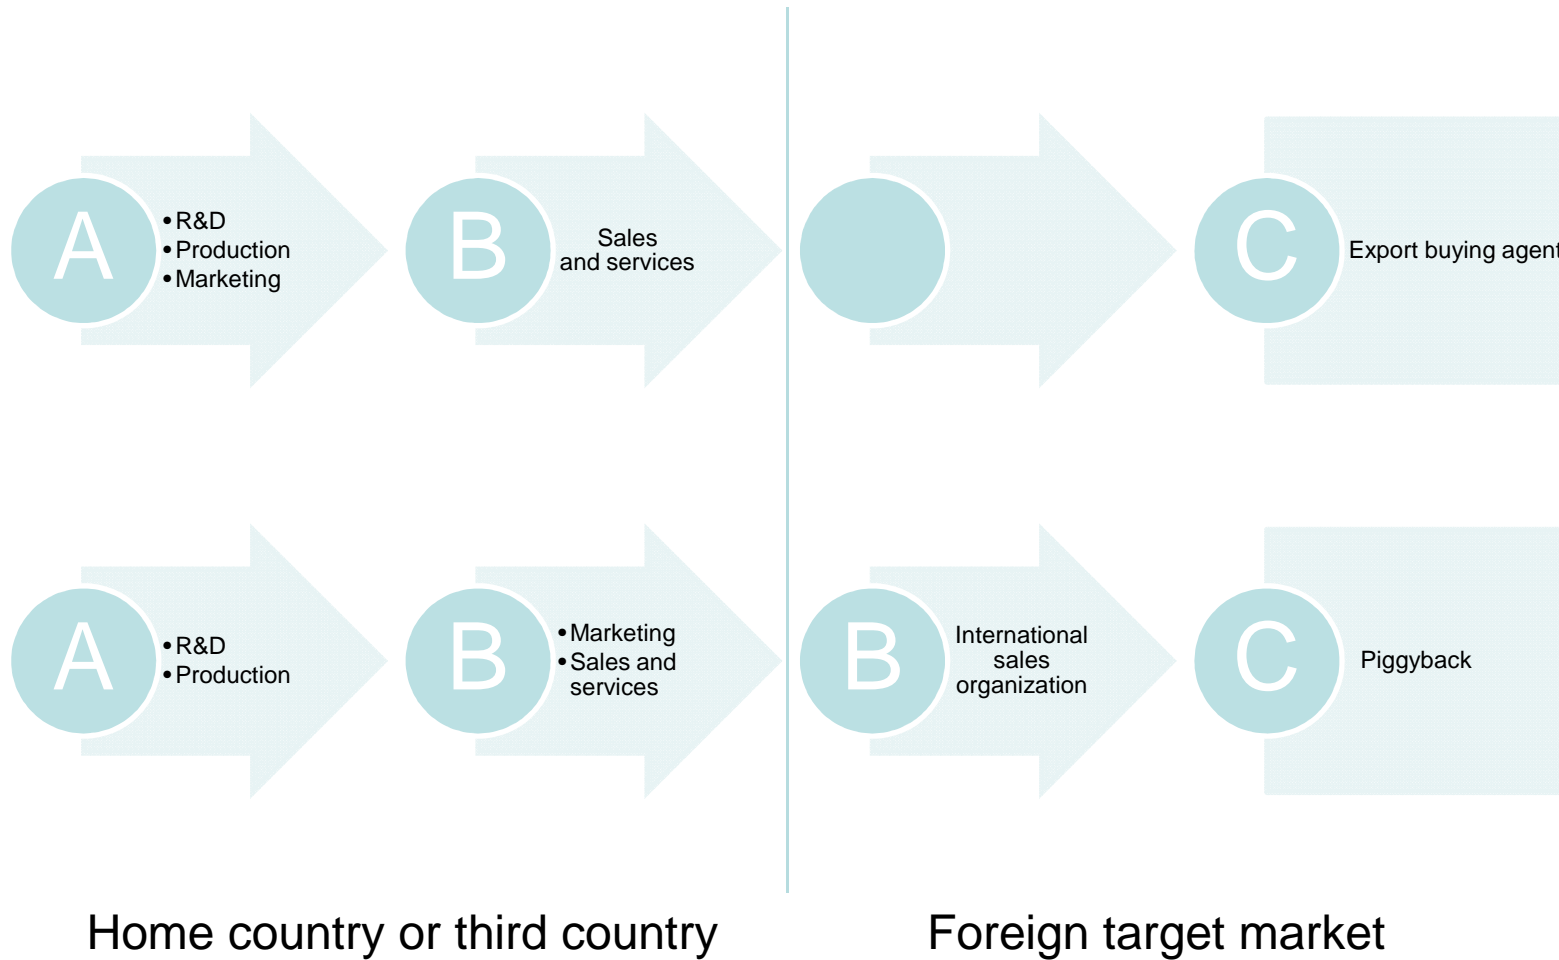 A
• R&D
• Production
• Marketing
B
Sales
and services
C
Export buying agent
A
• R&D
• Production
B
• Marketing
• Sales and
services
B
International
sales
organization
C
Piggyback
Home country or third country
Foreign target market